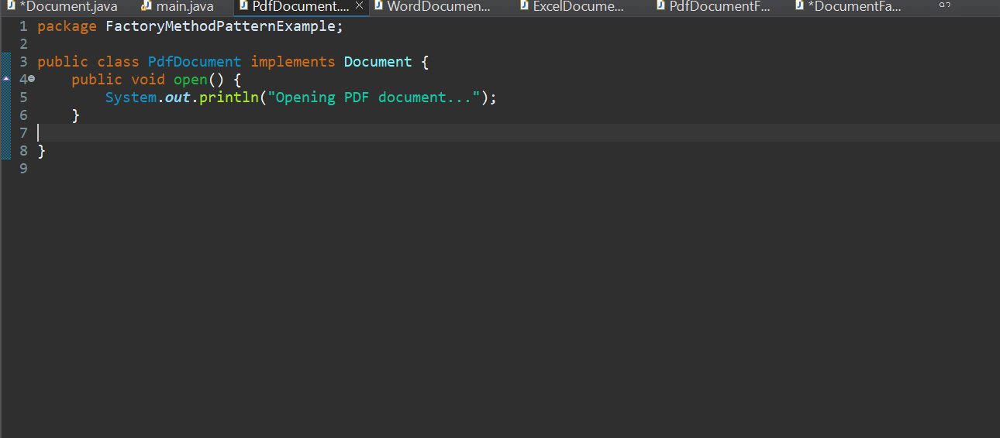 *Document.java main.java PdfDocument.... WordDocumen... ExcelDocume... PdfDocumentF... *DocumentFa...
1 package FactoryMethodPatternExample;
2
3 public class PdfDocument implements Document {
4 public void open() {
5 System.out.println("Opening PDF document...");
6 }
7
8 }
9